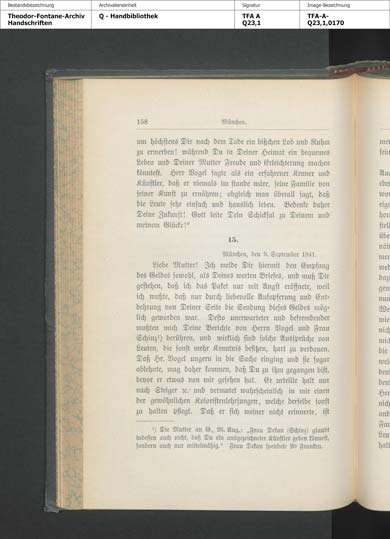 Bestandsbezeichnung
Archivalieneinheit
Signatur
Image-Bezeichnung
Theodor-Fontane-Archiv
Handschriften
Q - Handbibliothek
TFA A
Q23,1
TFA-A-
Q23,1,0170
158 München.
um höchstens Dir nach dem Tode ein bißchen Lob und Ruhm
zu erwerben! während Du in Deiner Heimat ein bequemes
Leben und Deiner Mutter Freude und Erleichterung machen
könntest. Herr Vogel sagte als ein erfahrener Kenner und
Künstler, daß er niemals im stande wäre, seine Familie von
seiner Kunst zu ernähren; obgleich man überall sagt, daß
die Leute sehr einfach und hauslich leben. Bedenke daher
Deine Zukunft! Gott leite Dein Schicksal zu Deinem und
meinem Glücke!"
15.
München, den 9. September 1841.
Liebe Mutter! Ich melde Dir hiermit den Empfang
des Geldes sowohl, als Deines werten Briefes, und muß Dir
gestehen, daß ich das Paket nur mit Angst eröffnete, weil
ich wußte, daß nur durch liebevolle Aufopferung und Ent-
behrung von Deiner Seite die Sendung dieses Geldes mög-
lich geworden war. Desto unerwarteter und befremdender
mußten mich Deine Berichte von Herrn Vogel und Frau
Schinz¹) berühren, und wirklich sind solche Aussprüche von
Leuten, die sonst mehr Kenntnis besitzen, hart zu verdauen.
Daß Hr. Vogel ungern in die Sache einging und sie sogar
ablehnte, mag daher kommen, daß Du zu ihm gegangen bist,
bevor er etwas von mir gesehen hat. Er urteilte halt nur
nach Steiger ꝛc. und vermutet wahrscheinlich in mir einen
der gewöhnlichen Koloristenlehrjungen, welche derselbe sonst
zu halten pflegt. Daß er sich meiner nicht erinnerte, ist
¹) Die Mutter an G., 26. Aug.: „Frau Dekan (Schinz) glaubt
indessen auch nicht, daß Du ein ausgezeichneter Künstler geben könntest,
sondern auch nur mittelmäßig." Frau Dekan spendete 20 Franken.